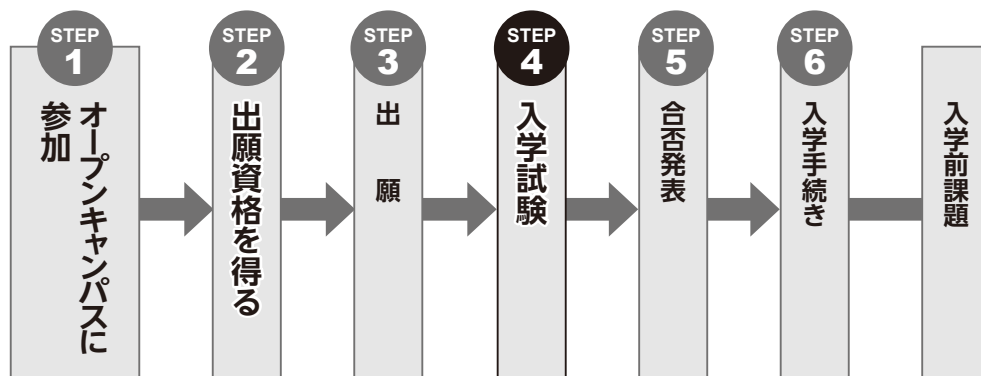 STEP
1
オープンキャンパスに
参加
STEP
2
出願資格を得る
STEP
3
出願
STEP
4
入学試験
STEP
5
合否発表
STEP
6
入学手続き
入学前課題